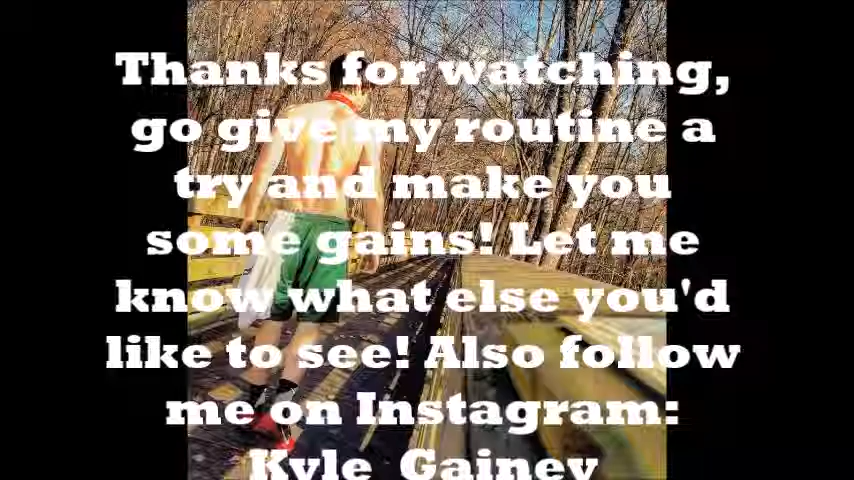 Thanks for watching,
go give my routine a
try and make you
some gains! Let me
know what else you'd
like to see! Also follow
me on Instagram:
Kyle_Gainey